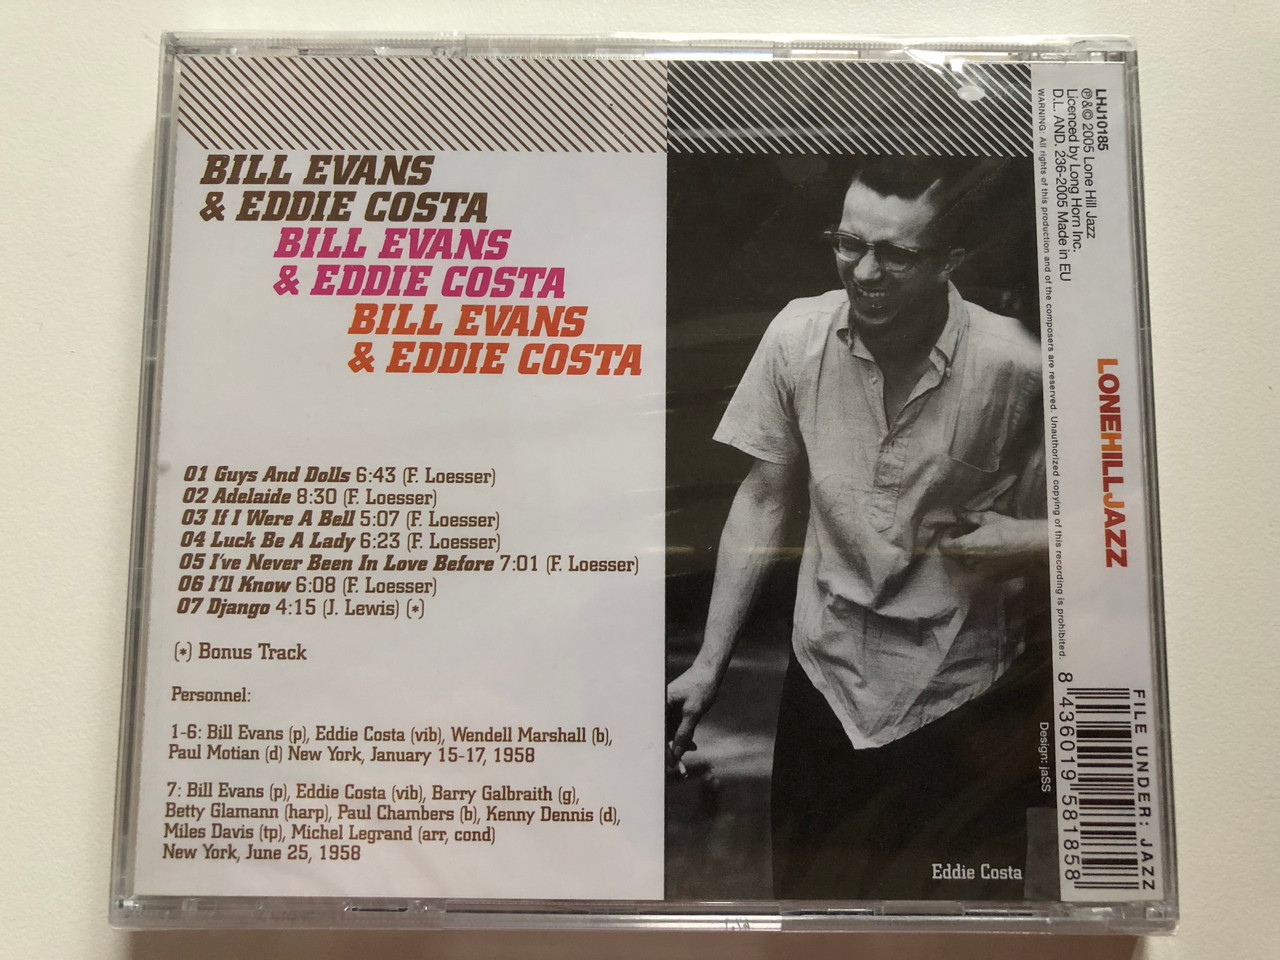 BILL EVANS
& EDDIE COSTA
BILL EVANS
& EDDIE COSTA
BILL EVANS
& EDDIE COSTA
01 Guys And Dolls 6:43 (F. Loesser)
02 Adelaide 8:30 (F. Loesser)
03 If I Were A Bell 5:07 (F. Loesser)
04 Luck Be A Lady 6:23 (F. Loesser)
05 I've Never Been In Love Before 7:01 (F. Loesser)
06 I'll Know 6:08 (F. Loesser)
07 Django 4:15 (J. Lewis) (*)
(*) Bonus Track
Personnel:
1-6: Bill Evans (p), Eddie Costa (vib), Wendell Marshall (b),
Paul Motian (d) New York, January 15-17, 1958
7: Bill Evans (p), Eddie Costa (vib), Barry Galbraith (g),
Betty Glamann (harp), Paul Chambers (b), Kenny Dennis (d),
Miles Davis (tp), Michel Legrand (arr, cond)
New York, June 25, 1958
Eddie Costa
LHJ10185
℗&© 2005 Lone Hill Jazz
Licenced by Long Horn Inc.
D.L. AND. 236-2005 Made in EU
WARNING: All rights of this production and of the composers are reserved. Unauthorized copying of this recording is prohibited.
Design: jaSS
LONEHILLJAZZ
FILE UNDER: JAZZ
8 436019 581858